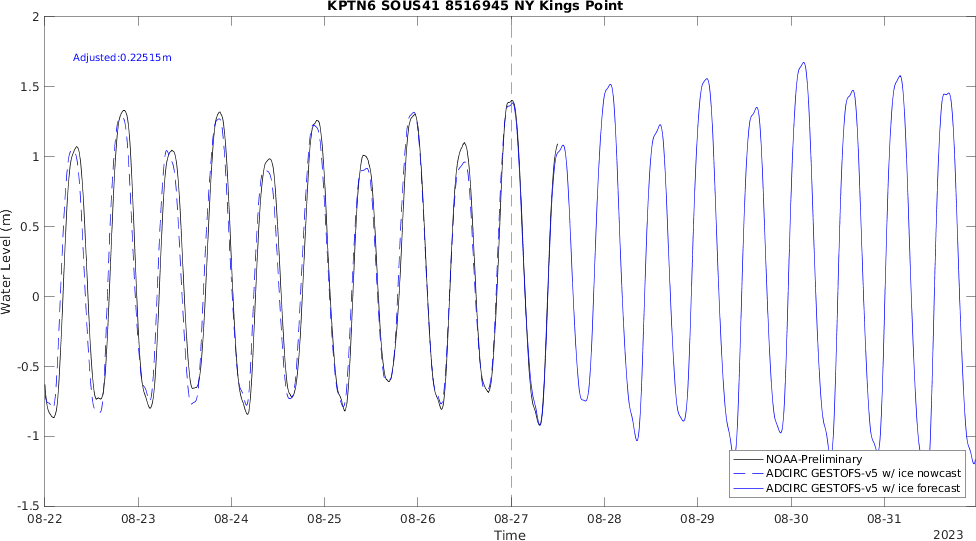 KPTN6 SOUS41 8516945 NY Kings Point
Adjusted:0.22515m
Water Level (m)
2
1.5
1
0.5
0
-0.5
-1
-1.5
NOAA-Preliminary
ADCIRC GESTOFS-v5 w/ ice nowcast
ADCIRC GESTOFS-v5 w/ ice forecast
08-22 08-23 08-24 08-25 08-26 08-27 08-28 08-29 08-30 08-31
Time
2023